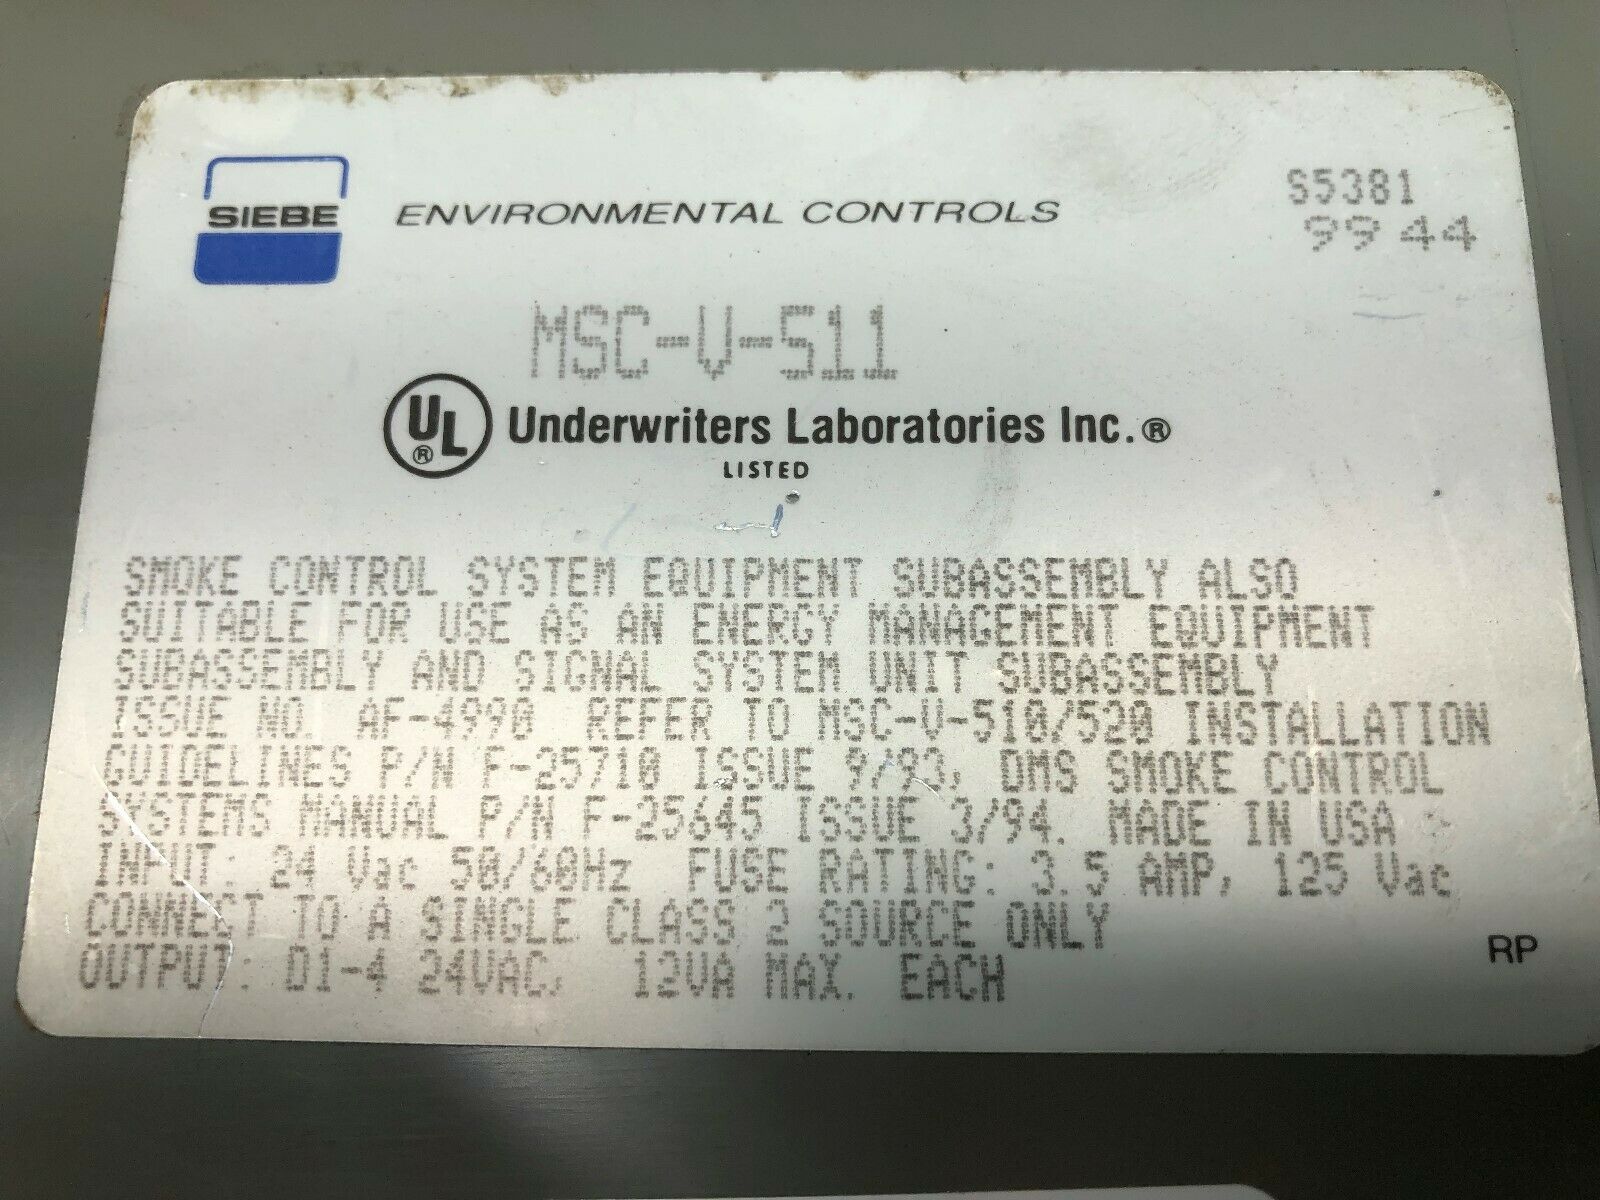 SIEBE ENVIRONMENTAL CONTROLS
S5381
9944
MSC-V-511
UL® Underwriters Laboratories Inc.®
LISTED
SMOKE CONTROL SYSTEM EQUIPMENT SUBASSEMBLY ALSO
SUITABLE FOR USE AS AN ENERGY MANAGEMENT EQUIPMENT
SUBASSEMBLY AND SIGNAL SYSTEM UNIT SUBASSEMBLY
ISSUE NO. AF-4990 REFER TO MSC-V-510/520 INSTALLATION
GUIDELINES P/N F-25710 ISSUE 9/93, DMS SMOKE CONTROL
SYSTEMS MANUAL P/N F-25645 ISSUE 3/94. MADE IN USA
INPUT: 24 Vac 50/60Hz FUSE RATING: 3.5 AMP, 125 Vac
CONNECT TO A SINGLE CLASS 2 SOURCE ONLY
OUTPUT: D1-4 24VAC, 12VA MAX. EACH
RP